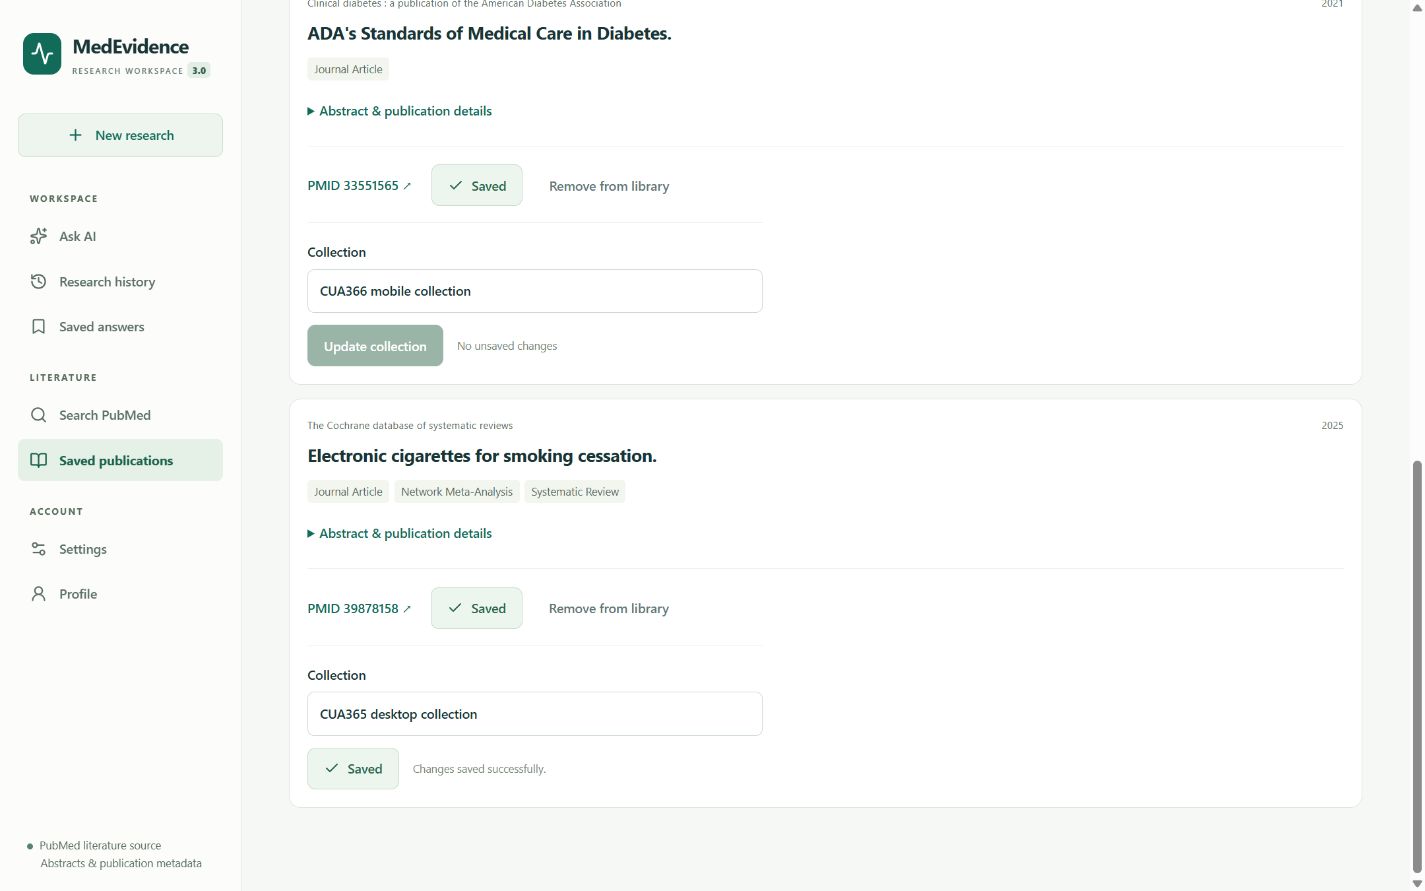 MedEvidence
RESEARCH WORKSPACE 3.0
New research
WORKSPACE
Ask AI
Research history
Saved answers
LITERATURE
Search PubMed
Saved publications
ACCOUNT
Settings
Profile
PubMed literature source
Abstracts & publication metadata
Clinical diabetes : a publication of the American Diabetes Association 2021
ADA's Standards of Medical Care in Diabetes.
Journal Article
Abstract & publication details
PMID 33551565 Saved Remove from library
Collection
CUA366 mobile collection
Update collection No unsaved changes
The Cochrane database of systematic reviews 2025
Electronic cigarettes for smoking cessation.
Journal Article Network Meta-Analysis Systematic Review
Abstract & publication details
PMID 39878158 Saved Remove from library
Collection
CUA365 desktop collection
Saved Changes saved successfully.